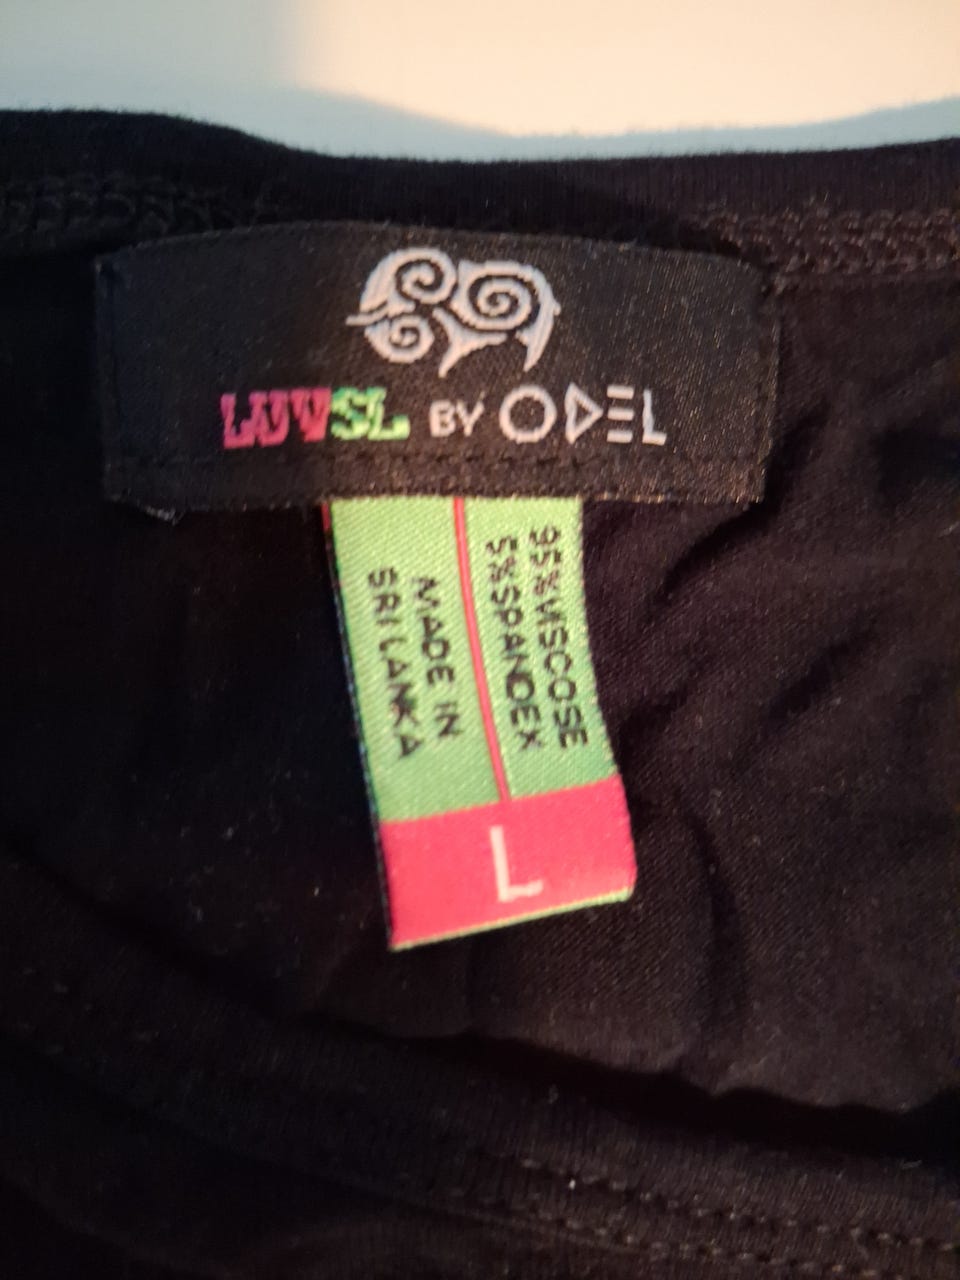 LUVSL BY ODEL
95%VISCOSE
5%SPANDEX
MADE IN
SRI LANKA
L